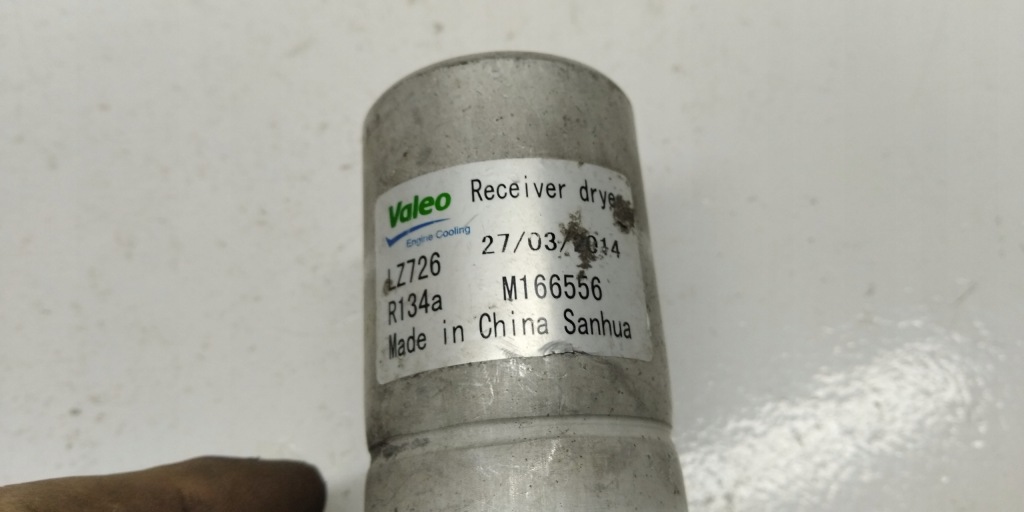 Valeo Receiver drye
Engine Cooling
27/03/2014
LZ726
R134a M166556
Made in China Sanhua